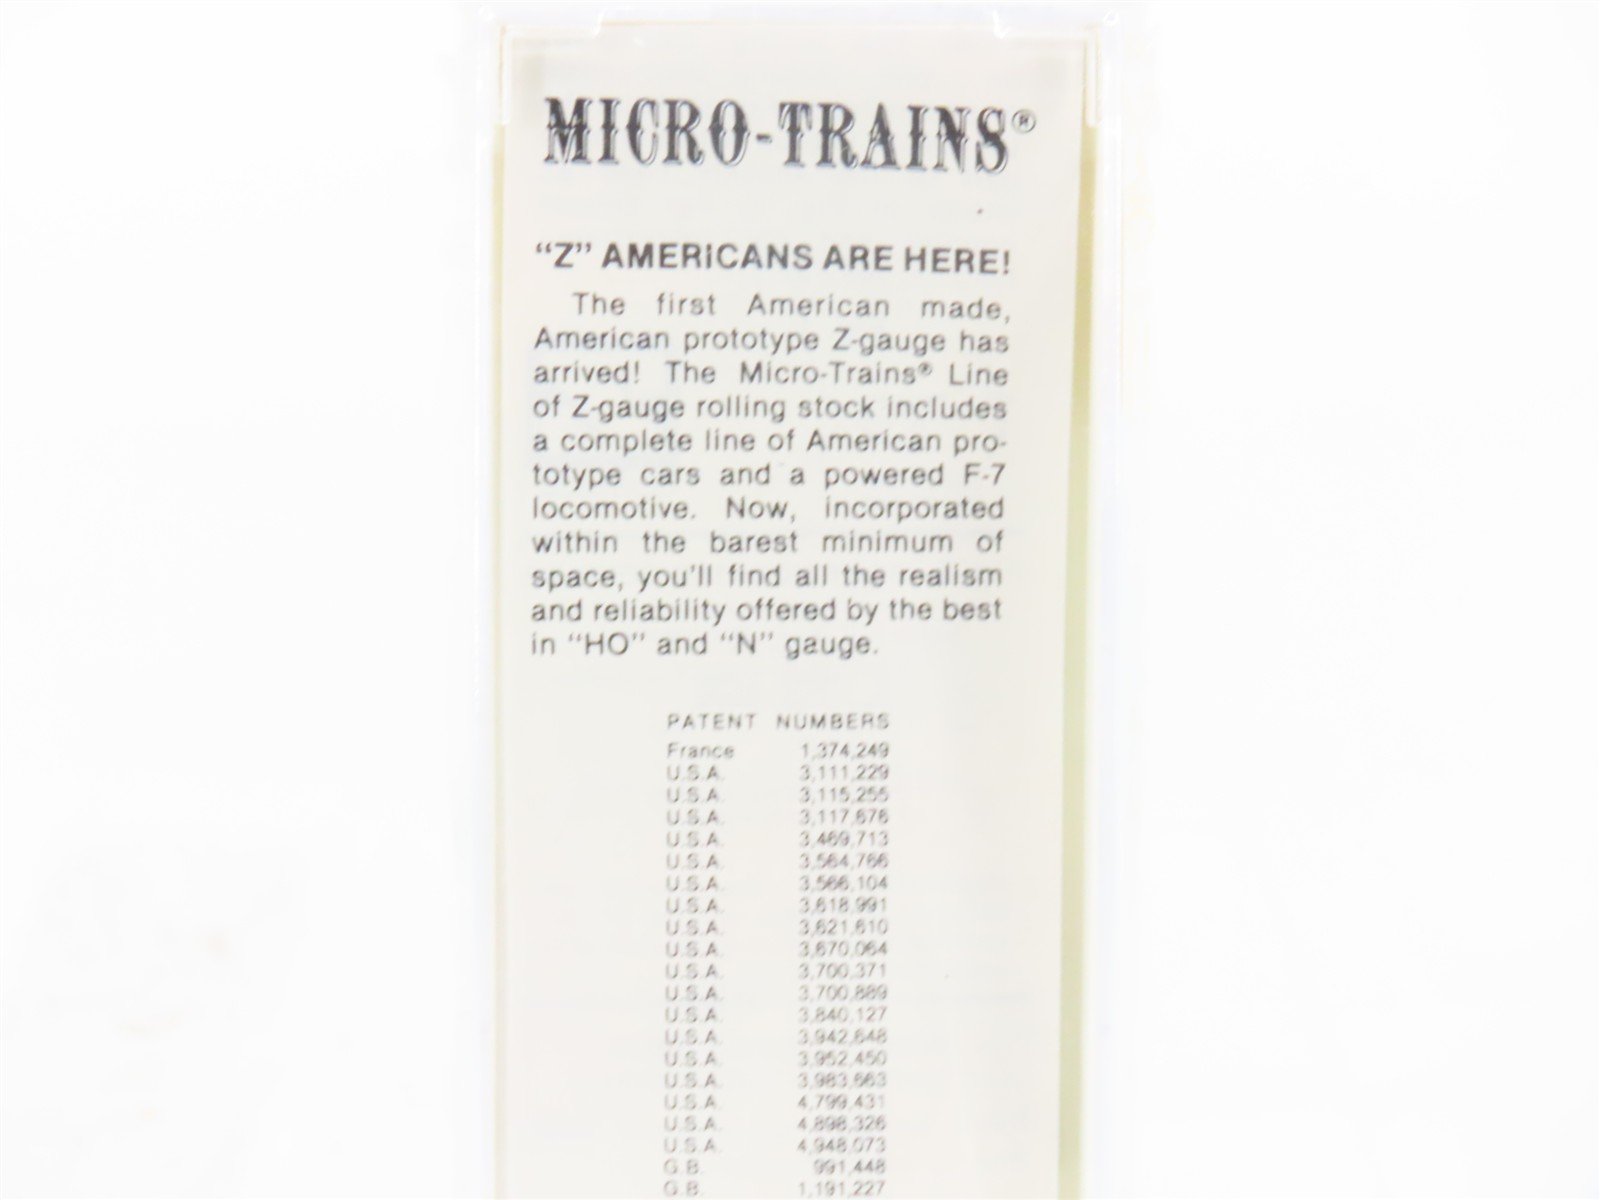 MICRO-TRAINS®
“Z” AMERICANS ARE HERE!
The first American made,
American prototype Z-gauge has
arrived! The Micro-Trains® Line
of Z-gauge rolling stock includes
a complete line of American pro-
totype cars and a powered F-7
locomotive. Now, incorporated
within the barest minimum of
space, you'll find all the realism
and reliability offered by the best
in “HO” and “N” gauge.
PATENT NUMBERS
France 1,374,249
U.S.A. 3,111,229
U.S.A. 3,115,255
U.S.A. 3,117,676
U.S.A. 3,469,713
U.S.A. 3,564,766
U.S.A. 3,566,104
U.S.A. 3,618,991
U.S.A. 3,621,610
U.S.A. 3,670,064
U.S.A. 3,700,371
U.S.A. 3,700,889
U.S.A. 3,840,127
U.S.A. 3,942,648
U.S.A. 3,952,450
U.S.A. 3,983,663
U.S.A. 4,799,431
U.S.A. 4,898,326
U.S.A. 4,948,073
G.B. 991,448
G.B. 1,191,227